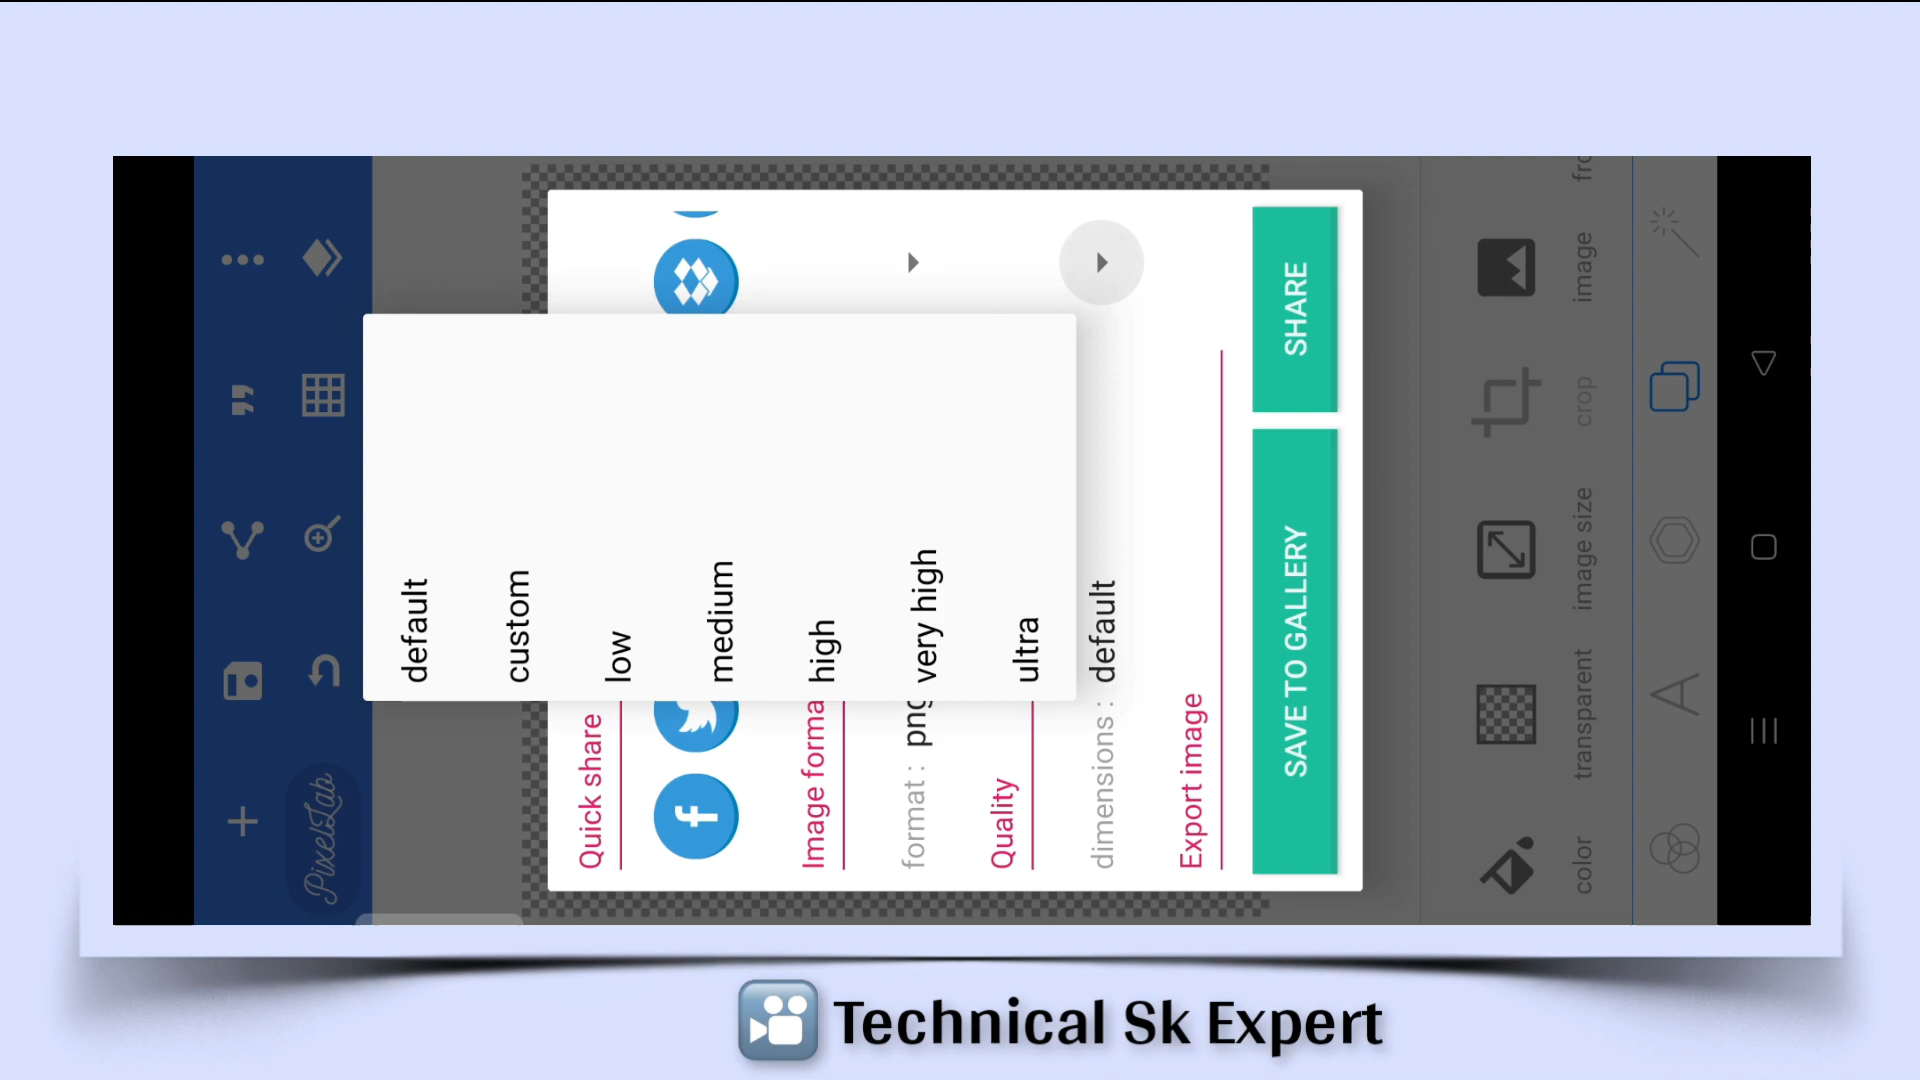 PixelLab
default
custom
low
medium
high
very high
ultra
Quick share
Image forma
format : png
Quality
dimensions : default
Export image
SAVE TO GALLERY
SHARE
color
transparent
image size
crop
image
fro
Technical Sk Expert